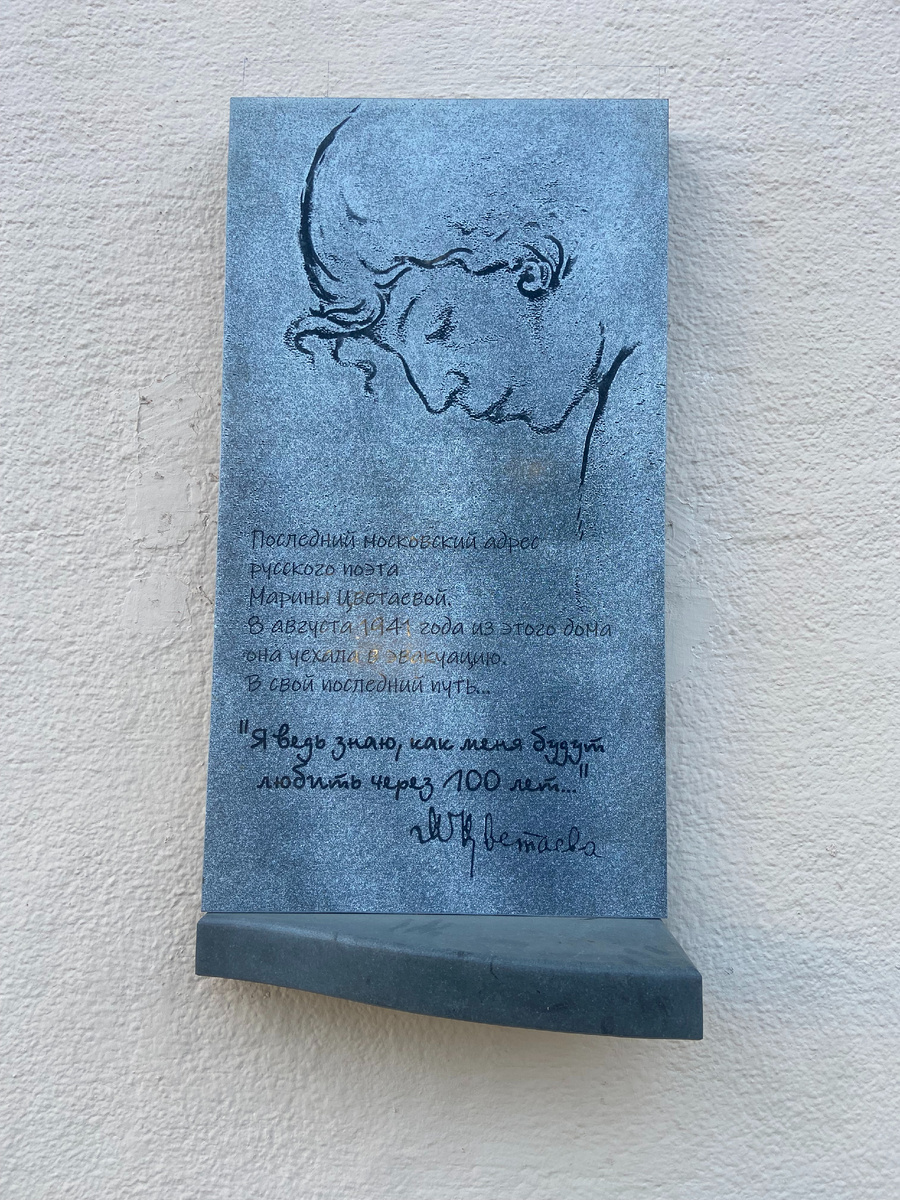 Последний московский адрес
русского поэта
Марины Цветаевой.
8 августа 1941 года из этого дома
она уехала в эвакуацию.
В свой последний путь...
"Я ведь знаю, как меня будут
любить через 100 лет..."
МЦветаева